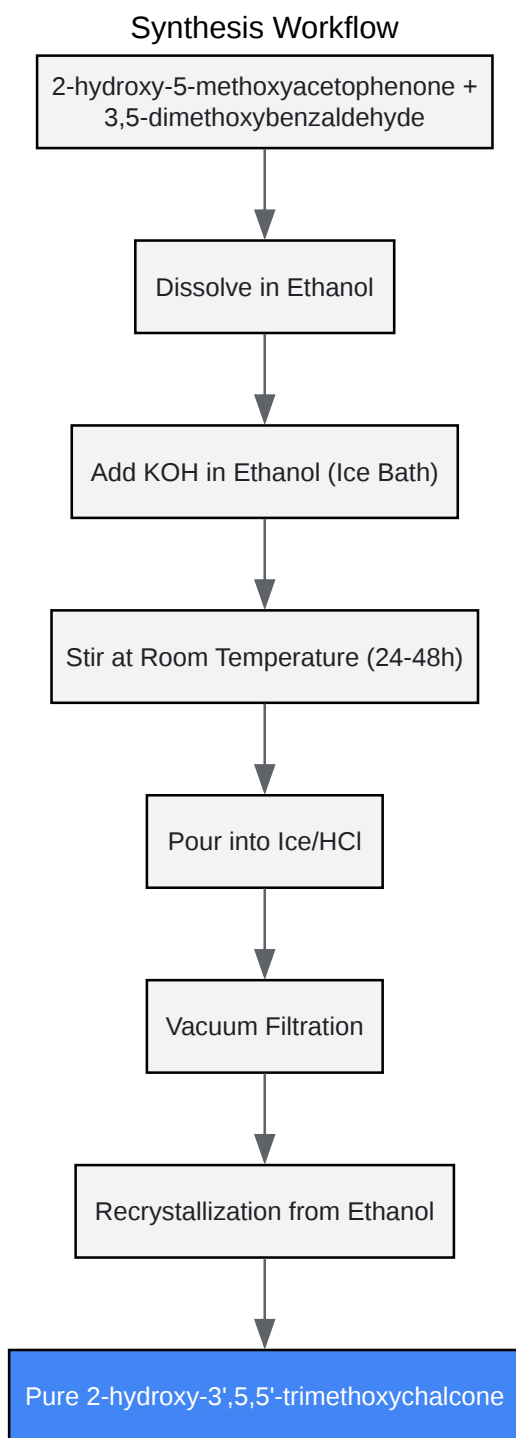 Synthesis Workflow
2-hydroxy-5-methoxyacetophenone +
3,5-dimethoxybenzaldehyde
Dissolve in Ethanol
Add KOH in Ethanol (Ice Bath)
Stir at Room Temperature (24-48h)
Pour into Ice/HCl
Vacuum Filtration
Recrystallization from Ethanol
Pure 2-hydroxy-3',5,5'-trimethoxychalcone